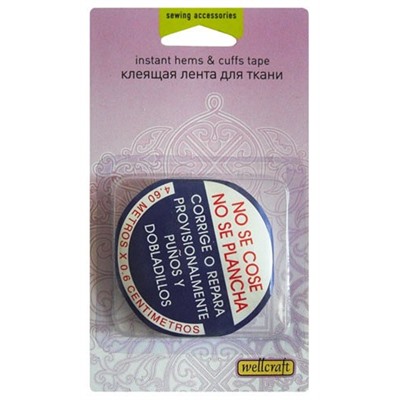 sewing accessories
instant hems & cuffs tape
клеящая лента для ткани
NO SE COSE
NO SE PLANCHA
CORRIGE O REPARA
PROVISIONALMENTE
PUÑOS Y
DOBLADILLOS
4.60 METROS X 0.6 CENTIMETROS
wellcraft